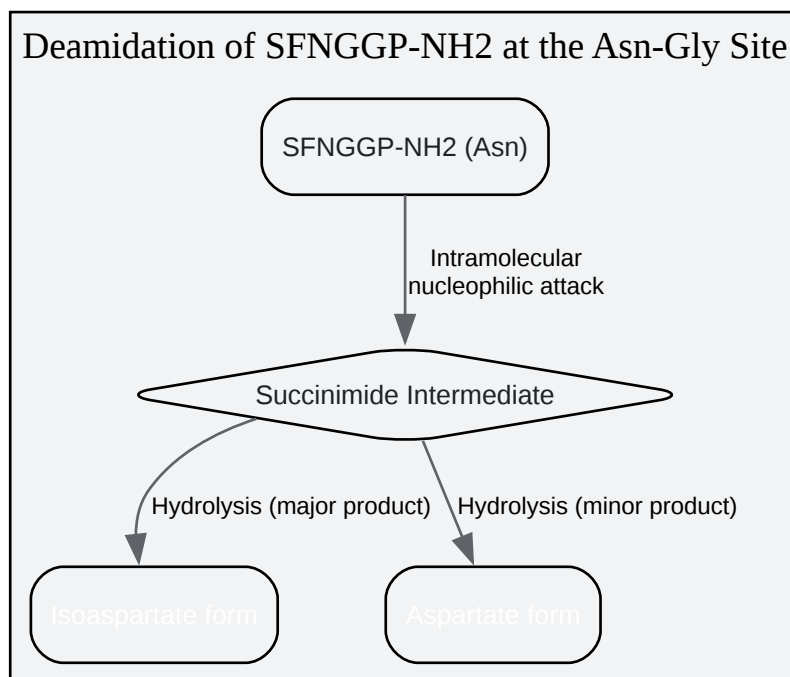 Deamidation of SFNGGP-NH2 at the Asn-Gly Site
SFNGGP-NH2 (Asn)
Intramolecular
nucleophilic attack
Succinimide Intermediate
Hydrolysis (major product)
Hydrolysis (minor product)
Isoaspartate form
Aspartate form